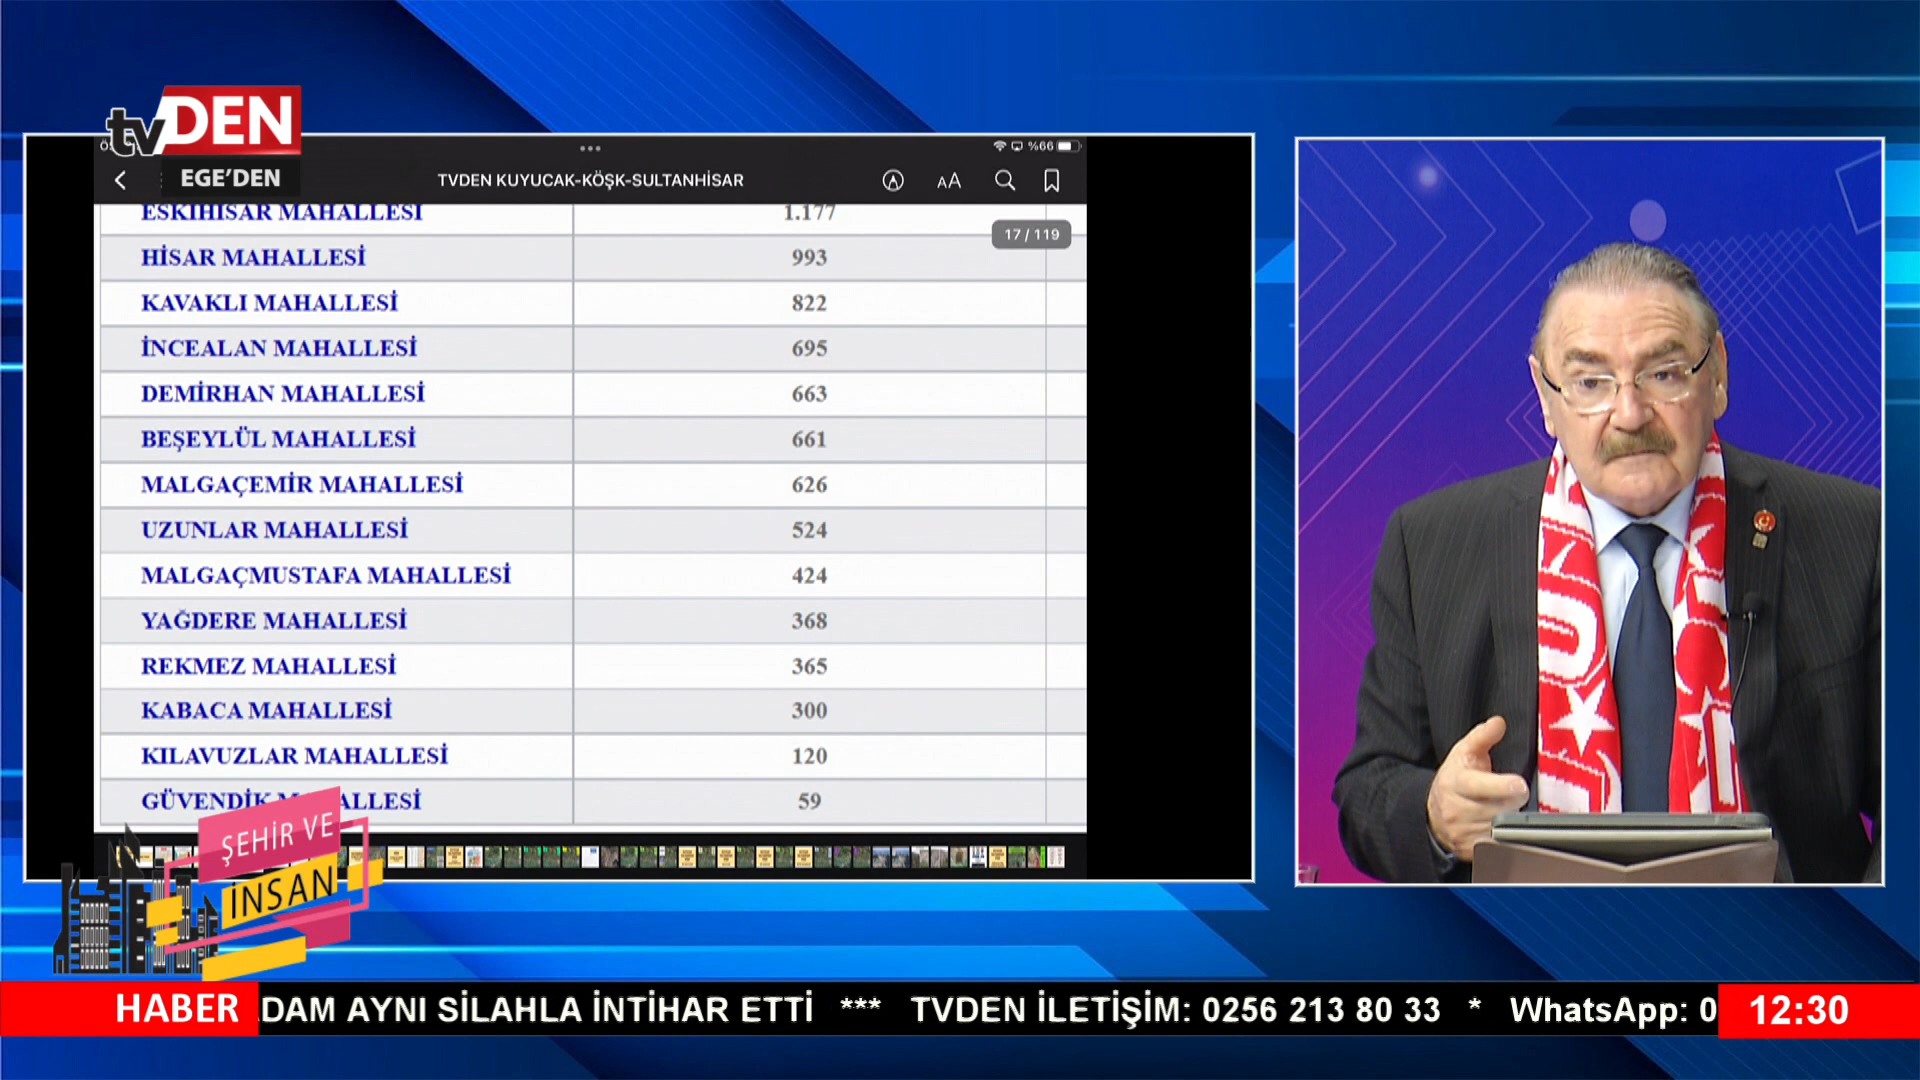 tvDEN
EGE'DEN
%66
TVDEN KUYUCAK-KÖŞK-SULTANHİSAR
AA
17 / 119
ESKİHİSAR MAHALLESİ 1.177
HİSAR MAHALLESİ 993
KAVAKLI MAHALLESİ 822
İNCEALAN MAHALLESİ 695
DEMİRHAN MAHALLESİ 663
BEŞEYLÜL MAHALLESİ 661
MALGAÇEMİR MAHALLESİ 626
UZUNLAR MAHALLESİ 524
MALGAÇMUSTAFA MAHALLESİ 424
YAĞDERE MAHALLESİ 368
REKMEZ MAHALLESİ 365
KABACA MAHALLESİ 300
KILAVUZLAR MAHALLESİ 120
GÜVENDİK MAHALLESİ 59
ŞEHİR VE
İNSAN
HABER DAM AYNI SİLAHLA İNTİHAR ETTİ *** TVDEN İLETİŞİM: 0256 213 80 33 * WhatsApp: 0 12:30